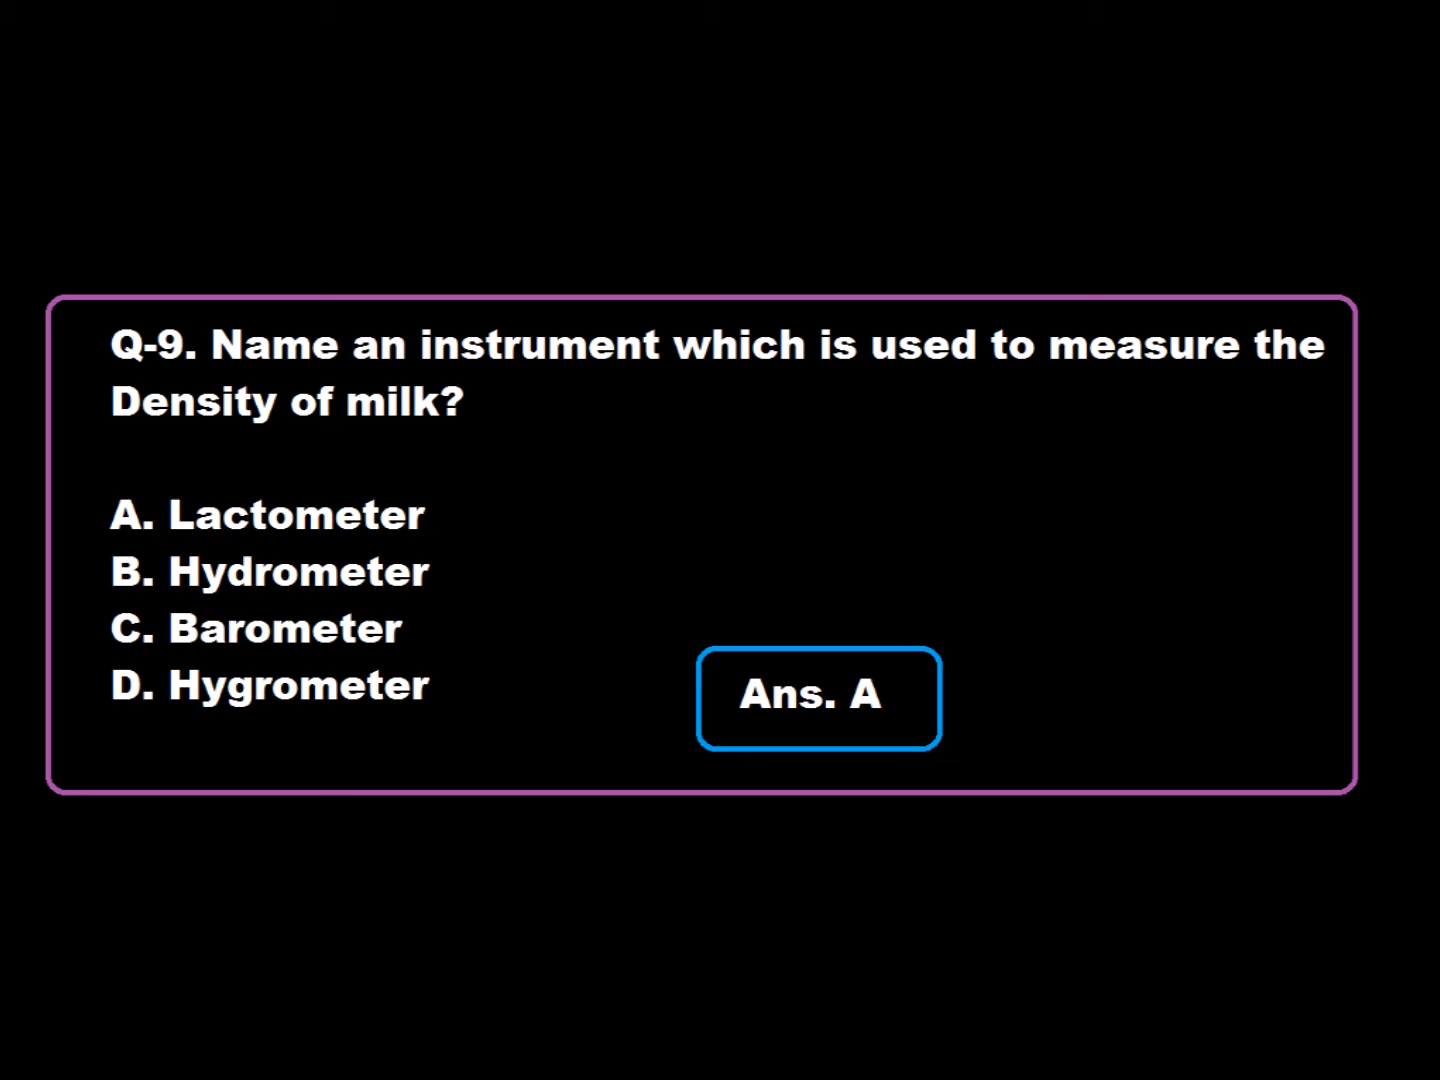 Q-9. Name an instrument which is used to measure the
Density of milk?
A. Lactometer
B. Hydrometer
C. Barometer
D. Hygrometer
Ans. A